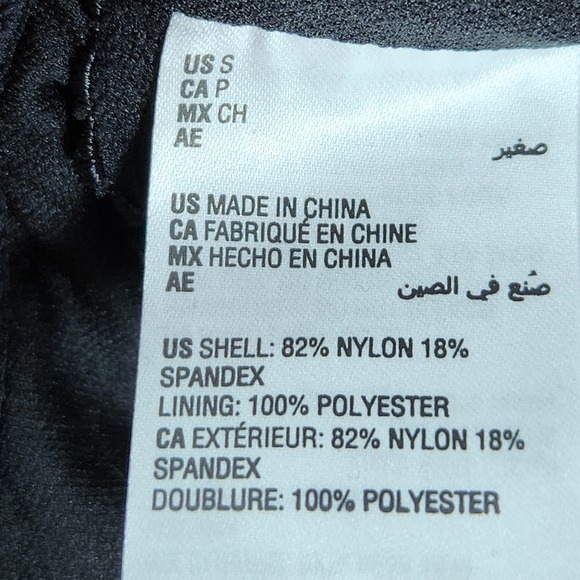 US S
CA P
MX CH
AE صغير
US MADE IN CHINA
CA FABRIQUÉ EN CHINE
MX HECHO EN CHINA
AE صُنع في الصين
US SHELL: 82% NYLON 18%
SPANDEX
LINING: 100% POLYESTER
CA EXTÉRIEUR: 82% NYLON 18%
SPANDEX
DOUBLURE: 100% POLYESTER